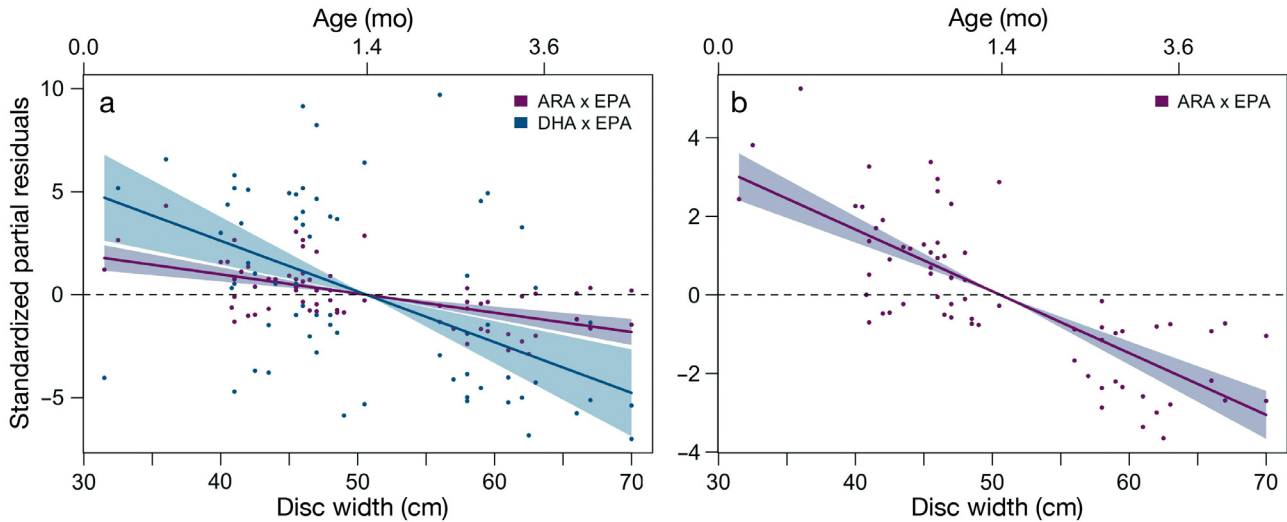 Age (mo)
0.0 1.4 3.6
a
ARA x EPA
DHA x EPA
Standardized partial residuals
10
5
0
−5
30 40 50 60 70
Disc width (cm)
Age (mo)
0.0 1.4 3.6
b
ARA x EPA
4
2
0
−2
−4
30 40 50 60 70
Disc width (cm)